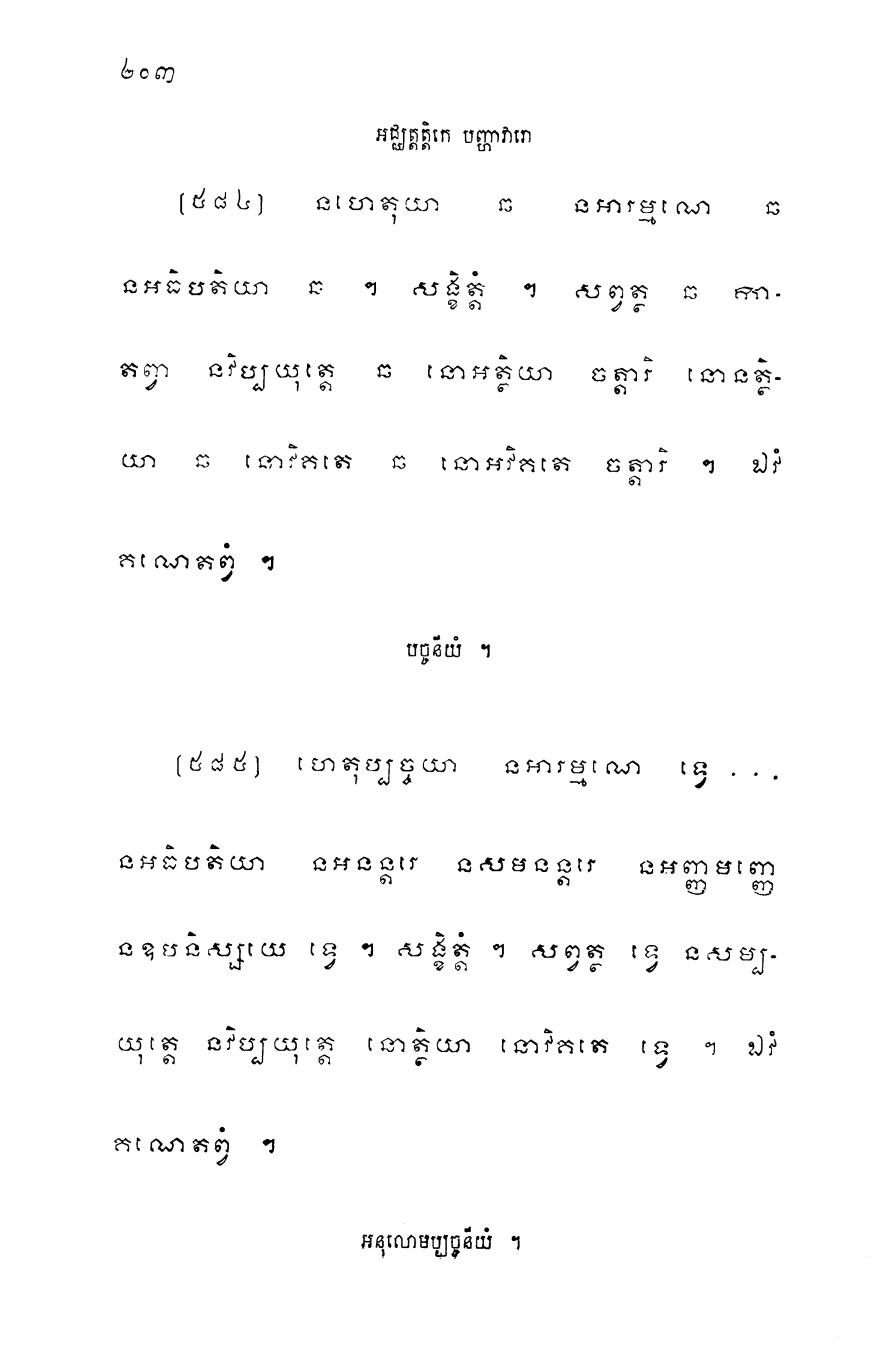 ២០៣
អជ្ឈត្តត្តិកេ បញ្ហាវារោ
[៥៨៤] នហេតុយា ឆ នអារម្មណេ ឆ
នអធិបតិយា ឆ ។ សង្ខិត្តំ ។ សព្វត្ថ ឆ កា-
តព្វា នវិប្បយុត្តេ ឆ នោអត្ថិយា ចត្តារិ នោនត្ថិ-
យា ឆ នោវិគតេ ឆ នោអវិគតេ ចត្តារិ ។ ឯវំ
គណេតព្វំ ។
បច្ចនីយំ ។
[៥៨៥] ហេតុប្បច្ចយា នអារម្មណេ ទ្វេ ...
នអធិបតិយា នអនន្តរេ នសមនន្តរេ នអញ្ញមញ្ញេ
នឧបនិស្សយេ ទ្វេ ។ សង្ខិត្តំ ។ សព្វត្ថ ទ្វេ នសម្ប-
យុត្តេ នវិប្បយុត្តេ នោត្ថិយា នោវិគតេ ទ្វេ ។ ឯវំ
គណេតព្វំ ។
អនុលោមប្បច្ចនីយំ ។